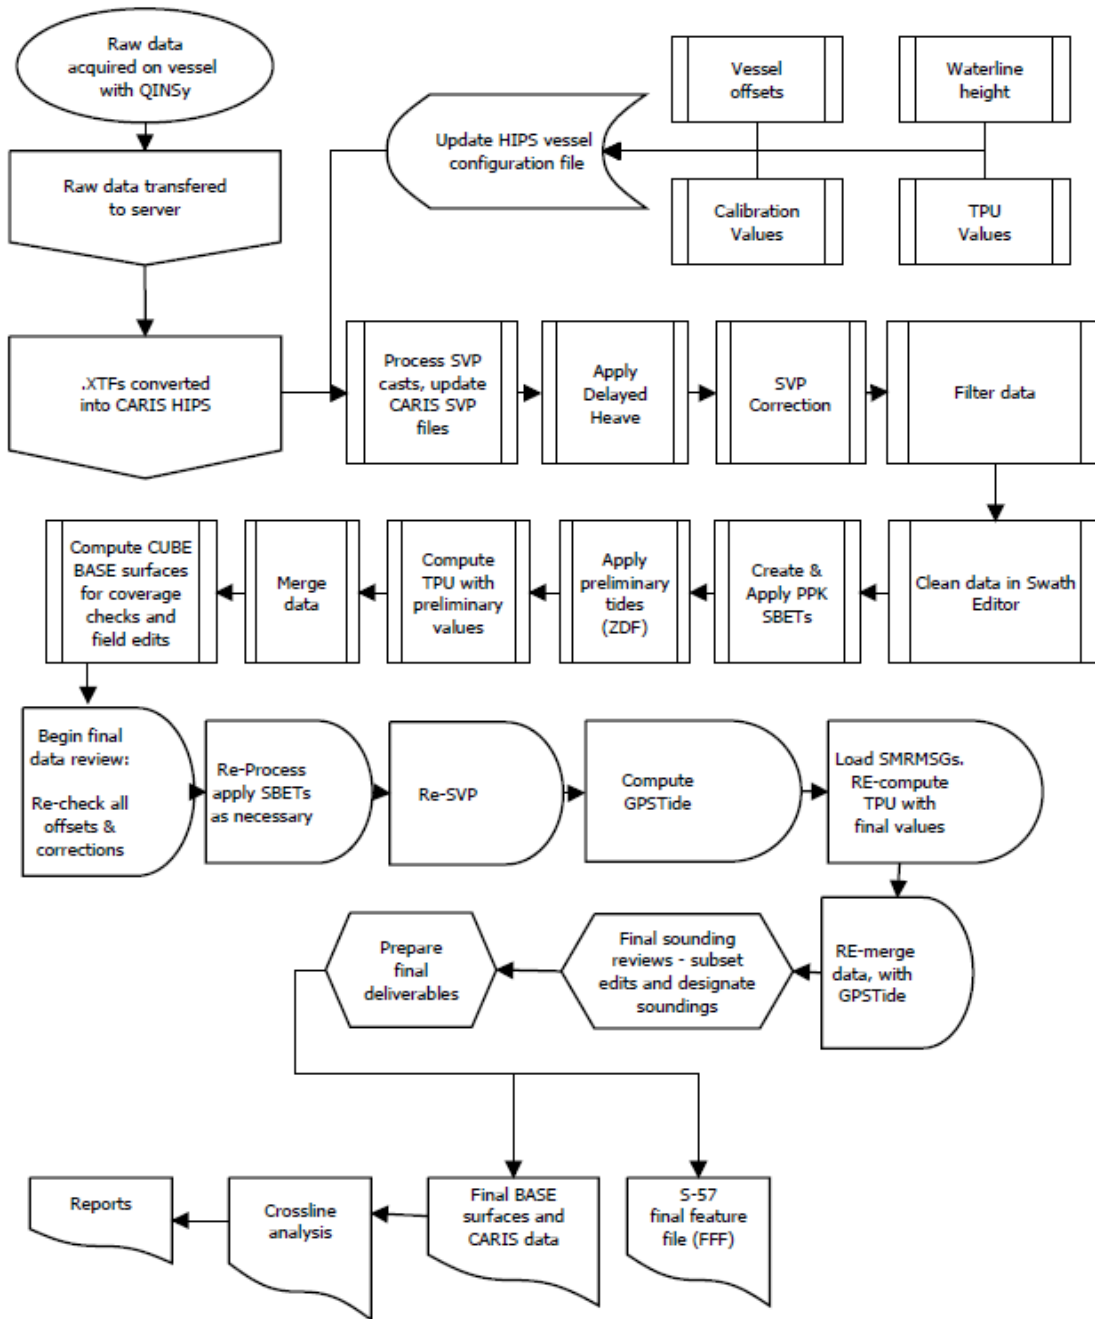 Raw data
acquired on vessel
with QINSy
Vessel
offsets
Waterline
height
Update HIPS vessel
configuration file
Raw data transfered
to server
Calibration
Values
TPU
Values
.XTFs converted
into CARIS HIPS
Process SVP
casts, update
CARIS SVP
files
Apply
Delayed
Heave
SVP
Correction
Filter data
Compute CUBE
BASE surfaces
for coverage
checks and
field edits
Merge
data
Compute
TPU with
preliminary
values
Apply
preliminary
tides
(ZDF)
Create &
Apply PPK
SBETs
Clean data in Swath
Editor
Begin final
data review:
Re-check all
offsets &
corrections
Re-Process
apply SBETs
as necessary
Re-SVP
Compute
GPSTide
Load SMRMSGs.
RE-compute
TPU with
final values
Prepare
final
deliverables
Final sounding
reviews - subset
edits and designate
soundings
RE-merge
data, with
GPSTide
Reports
Crossline
analysis
Final BASE
surfaces and
CARIS data
S-57
final feature
file (FFF)